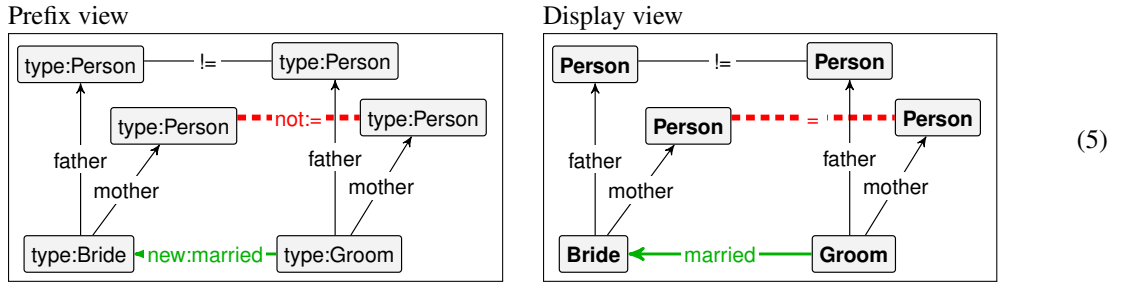 Prefix view
Display view
type:Person != type:Person
type:Person not:= type:Person
father
mother
father
mother
type:Bride new:married type:Groom
Person != Person
Person = Person
father
mother
father
mother
Bride married Groom
(5)